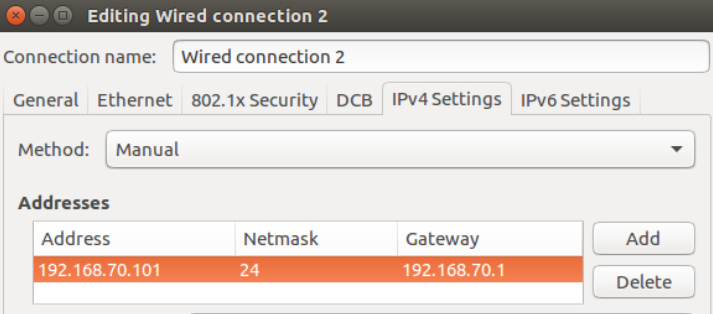 Editing Wired connection 2
Connection name: Wired connection 2
General Ethernet 802.1x Security DCB IPv4 Settings IPv6 Settings
Method: Manual
Addresses
Address Netmask Gateway Add
192.168.70.101 24 192.168.70.1 Delete